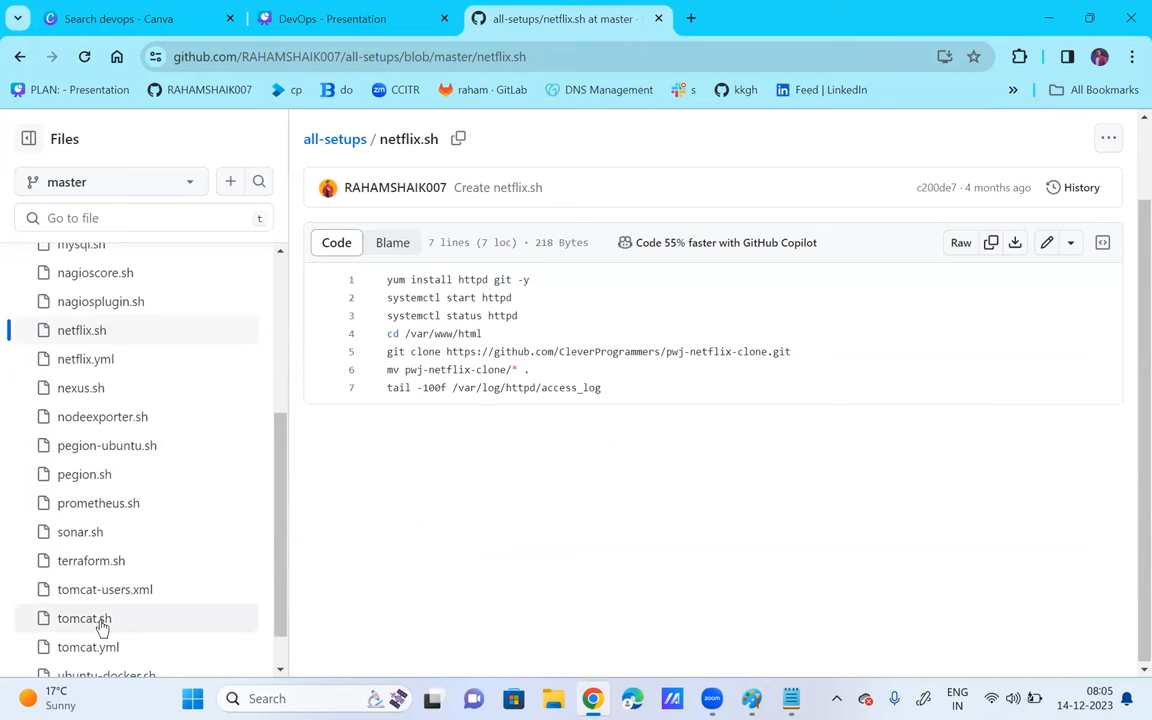 Search devops - Canva
DevOps - Presentation
all-setups/netflix.sh at master ·
github.com/RAHAMSHAIK007/all-setups/blob/master/netflix.sh
PLAN: - Presentation
RAHAMSHAIK007
cp
do
CCITR
raham · GitLab
DNS Management
s
kkgh
Feed | LinkedIn
All Bookmarks
Files
master
Go to file
t
mysql.sh
nagioscore.sh
nagiosplugin.sh
netflix.sh
netflix.yml
nexus.sh
nodeexporter.sh
pegion-ubuntu.sh
pegion.sh
prometheus.sh
sonar.sh
terraform.sh
tomcat-users.xml
tomcat.sh
tomcat.yml
ubuntu-docker.sh
all-setups / netflix.sh
RAHAMSHAIK007 Create netflix.sh
c200de7 · 4 months ago
History
Code
Blame
7 lines (7 loc) · 218 Bytes
Code 55% faster with GitHub Copilot
Raw
1 yum install httpd git -y
2 systemctl start httpd
3 systemctl status httpd
4 cd /var/www/html
5 git clone https://github.com/CleverProgrammers/pwj-netflix-clone.git
6 mv pwj-netflix-clone/* .
7 tail -100f /var/log/httpd/access_log
17°C
Sunny
Search
zoom
ENG
IN
08:05
14-12-2023